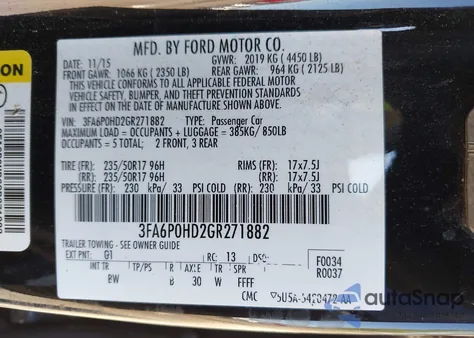 MFD. BY FORD MOTOR CO.
DATE: 11/15 GVWR: 2019 KG ( 4450 LB)
FRONT GAWR: 1066 KG ( 2350 LB) REAR GAWR: 964 KG ( 2125 LB)
THIS VEHICLE CONFORMS TO ALL APPLICABLE FEDERAL MOTOR
VEHICLE SAFETY, BUMPER, AND THEFT PREVENTION STANDARDS IN
EFFECT ON THE DATE OF MANUFACTURE SHOWN ABOVE.
VIN: 3FA6P0HD2GR271882 TYPE: Passenger Car
MAXIMUM LOAD = OCCUPANTS + LUGGAGE = 385KG/850LB
OCCUPANTS = 5 TOTAL; 2 FRONT, 3 REAR
TIRE (FR): 235/50R17 96H RIMS (FR): 17x7.5J
(RR): 235/50R17 96H (RR): 17x7.5J
PRESSURE (FR): 230 kPa/ 33 PSI COLD (RR): 230 kPa/ 33 PSI COLD
3FA6P0HD2GR271882
TRAILER TOWING - SEE OWNER GUIDE
EXT PNT: G1 RC: 13 DSO: F0034
R0037
INT TR TP/PS R AXLE TR SPR
BW B 30 W FFFF
CMC
autoSnap